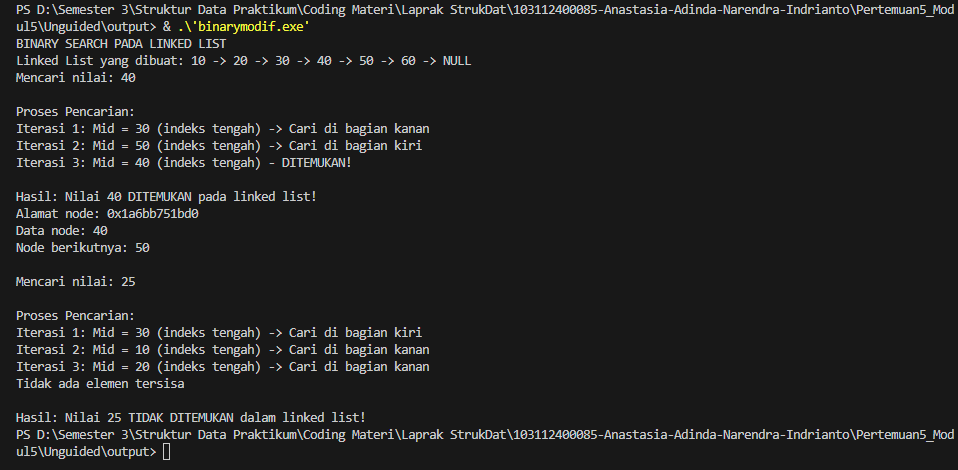 PS D:\Semester 3\Struktur Data Praktikum\Coding Materi\Laprak StrukDat\103112400085-Anastasia-Adinda-Narendra-Indrianto\Pertemuan5_Mod
ul5\Unguided\output> & .\'binarymodif.exe'
BINARY SEARCH PADA LINKED LIST
Linked List yang dibuat: 10 -> 20 -> 30 -> 40 -> 50 -> 60 -> NULL
Mencari nilai: 40
Proses Pencarian:
Iterasi 1: Mid = 30 (indeks tengah) -> Cari di bagian kanan
Iterasi 2: Mid = 50 (indeks tengah) -> Cari di bagian kiri
Iterasi 3: Mid = 40 (indeks tengah) - DITEMUKAN!
Hasil: Nilai 40 DITEMUKAN pada linked list!
Alamat node: 0x1a6bb751bd0
Data node: 40
Node berikutnya: 50
Mencari nilai: 25
Proses Pencarian:
Iterasi 1: Mid = 30 (indeks tengah) -> Cari di bagian kiri
Iterasi 2: Mid = 10 (indeks tengah) -> Cari di bagian kanan
Iterasi 3: Mid = 20 (indeks tengah) -> Cari di bagian kanan
Tidak ada elemen tersisa
Hasil: Nilai 25 TIDAK DITEMUKAN dalam linked list!
PS D:\Semester 3\Struktur Data Praktikum\Coding Materi\Laprak StrukDat\103112400085-Anastasia-Adinda-Narendra-Indrianto\Pertemuan5_Mod
ul5\Unguided\output>